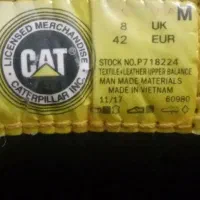 LICENSED MERCHANDISE
CAT
CATERPILLAR INC.
8 UK M
42 EUR
STOCK NO.P718224
TEXTILE+LEATHER UPPER BALANCE
MAN MADE MATERIALS
MADE IN VIETNAM
11/17 60980